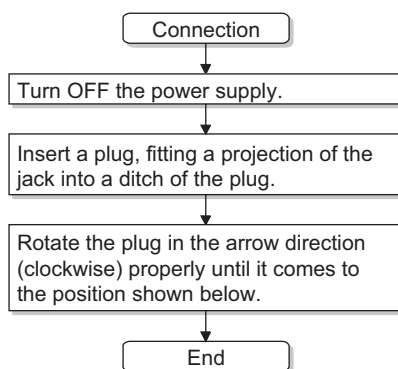 Connection
Turn OFF the power supply.
Insert a plug, fitting a projection of the
jack into a ditch of the plug.
Rotate the plug in the arrow direction
(clockwise) properly until it comes to
the position shown below.
End